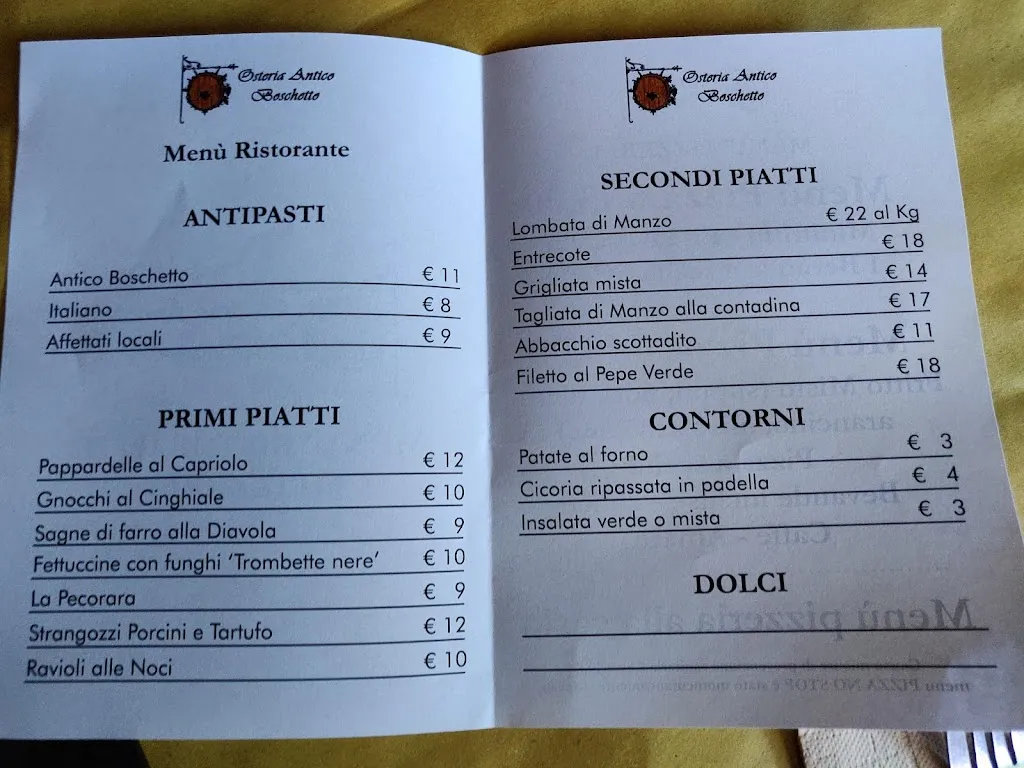 Osteria Antico
Boschetto
Menù Ristorante
ANTIPASTI
Antico Boschetto € 11
Italiano € 8
Affettati locali € 9
PRIMI PIATTI
Pappardelle al Capriolo € 12
Gnocchi al Cinghiale € 10
Sagne di farro alla Diavola € 9
Fettuccine con funghi ‘Trombette nere’ € 10
La Pecorara € 9
Strangozzi Porcini e Tartufo € 12
Ravioli alle Noci € 10
Osteria Antico
Boschetto
SECONDI PIATTI
Lombata di Manzo € 22 al Kg
Entrecote € 18
Grigliata mista € 14
Tagliata di Manzo alla contadina € 17
Abbacchio scottadito € 11
Filetto al Pepe Verde € 18
CONTORNI
Patate al forno € 3
Cicoria ripassata in padella € 4
Insalata verde o mista € 3
DOLCI